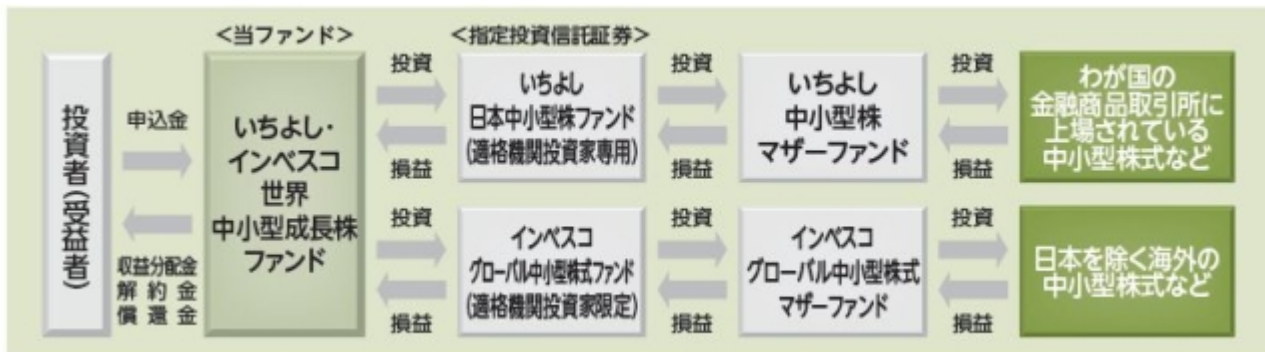 <当ファンド>
<指定投資信託証券>
投資者(受益者)
申込金
収益分配金
解約金
償還金
いちよし・
インベスコ
世界
中小型成長株
ファンド
投資
損益
いちよし
日本中小型株ファンド
(適格機関投資家専用)
投資
損益
いちよし
中小型株
マザーファンド
投資
損益
わが国の
金融商品取引所に
上場されている
中小型株式など
投資
損益
インベスコ
グローバル中小型株式ファンド
(適格機関投資家限定)
投資
損益
インベスコ
グローバル中小型株式
マザーファンド
投資
損益
日本を除く海外の
中小型株式など